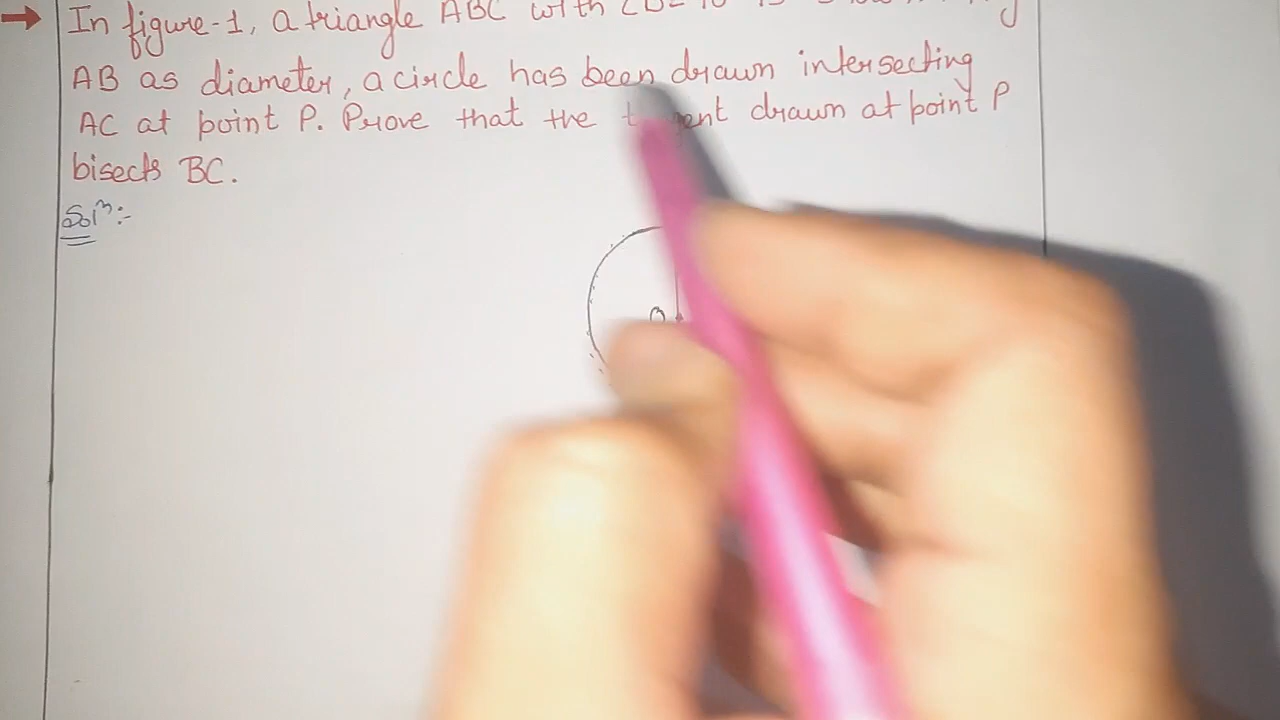 In figure-1, a triangle ABC with
AB as diameter, a circle has been drawn intersecting
AC at point P. Prove that the drawn at point P
bisects BC.
Solⁿ:-
O